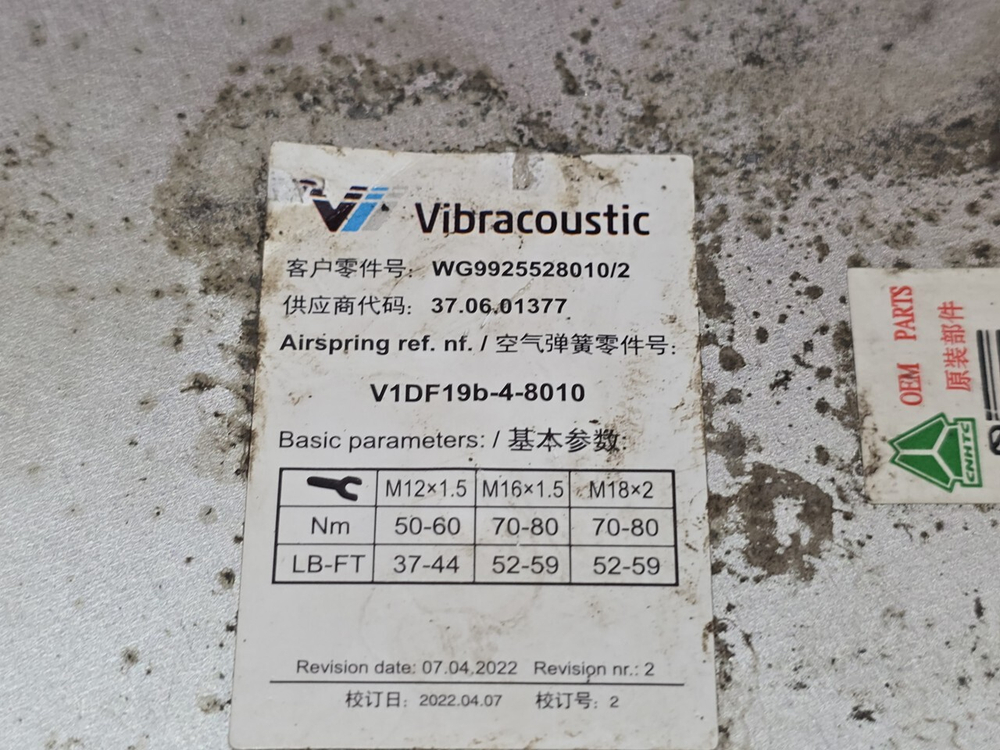 Vibracoustic
客户零件号: WG9925528010/2
供应商代码: 37.06.01377
Airspring ref. nf. / 空气弹簧零件号:
V1DF19b-4-8010
Basic parameters: / 基本参数:
M12×1.5 M16×1.5 M18×2
Nm 50-60 70-80 70-80
LB-FT 37-44 52-59 52-59
Revision date: 07.04.2022 Revision nr.: 2
校订日: 2022.04.07 校订号: 2
OEM PARTS
原装部件
CNHTC